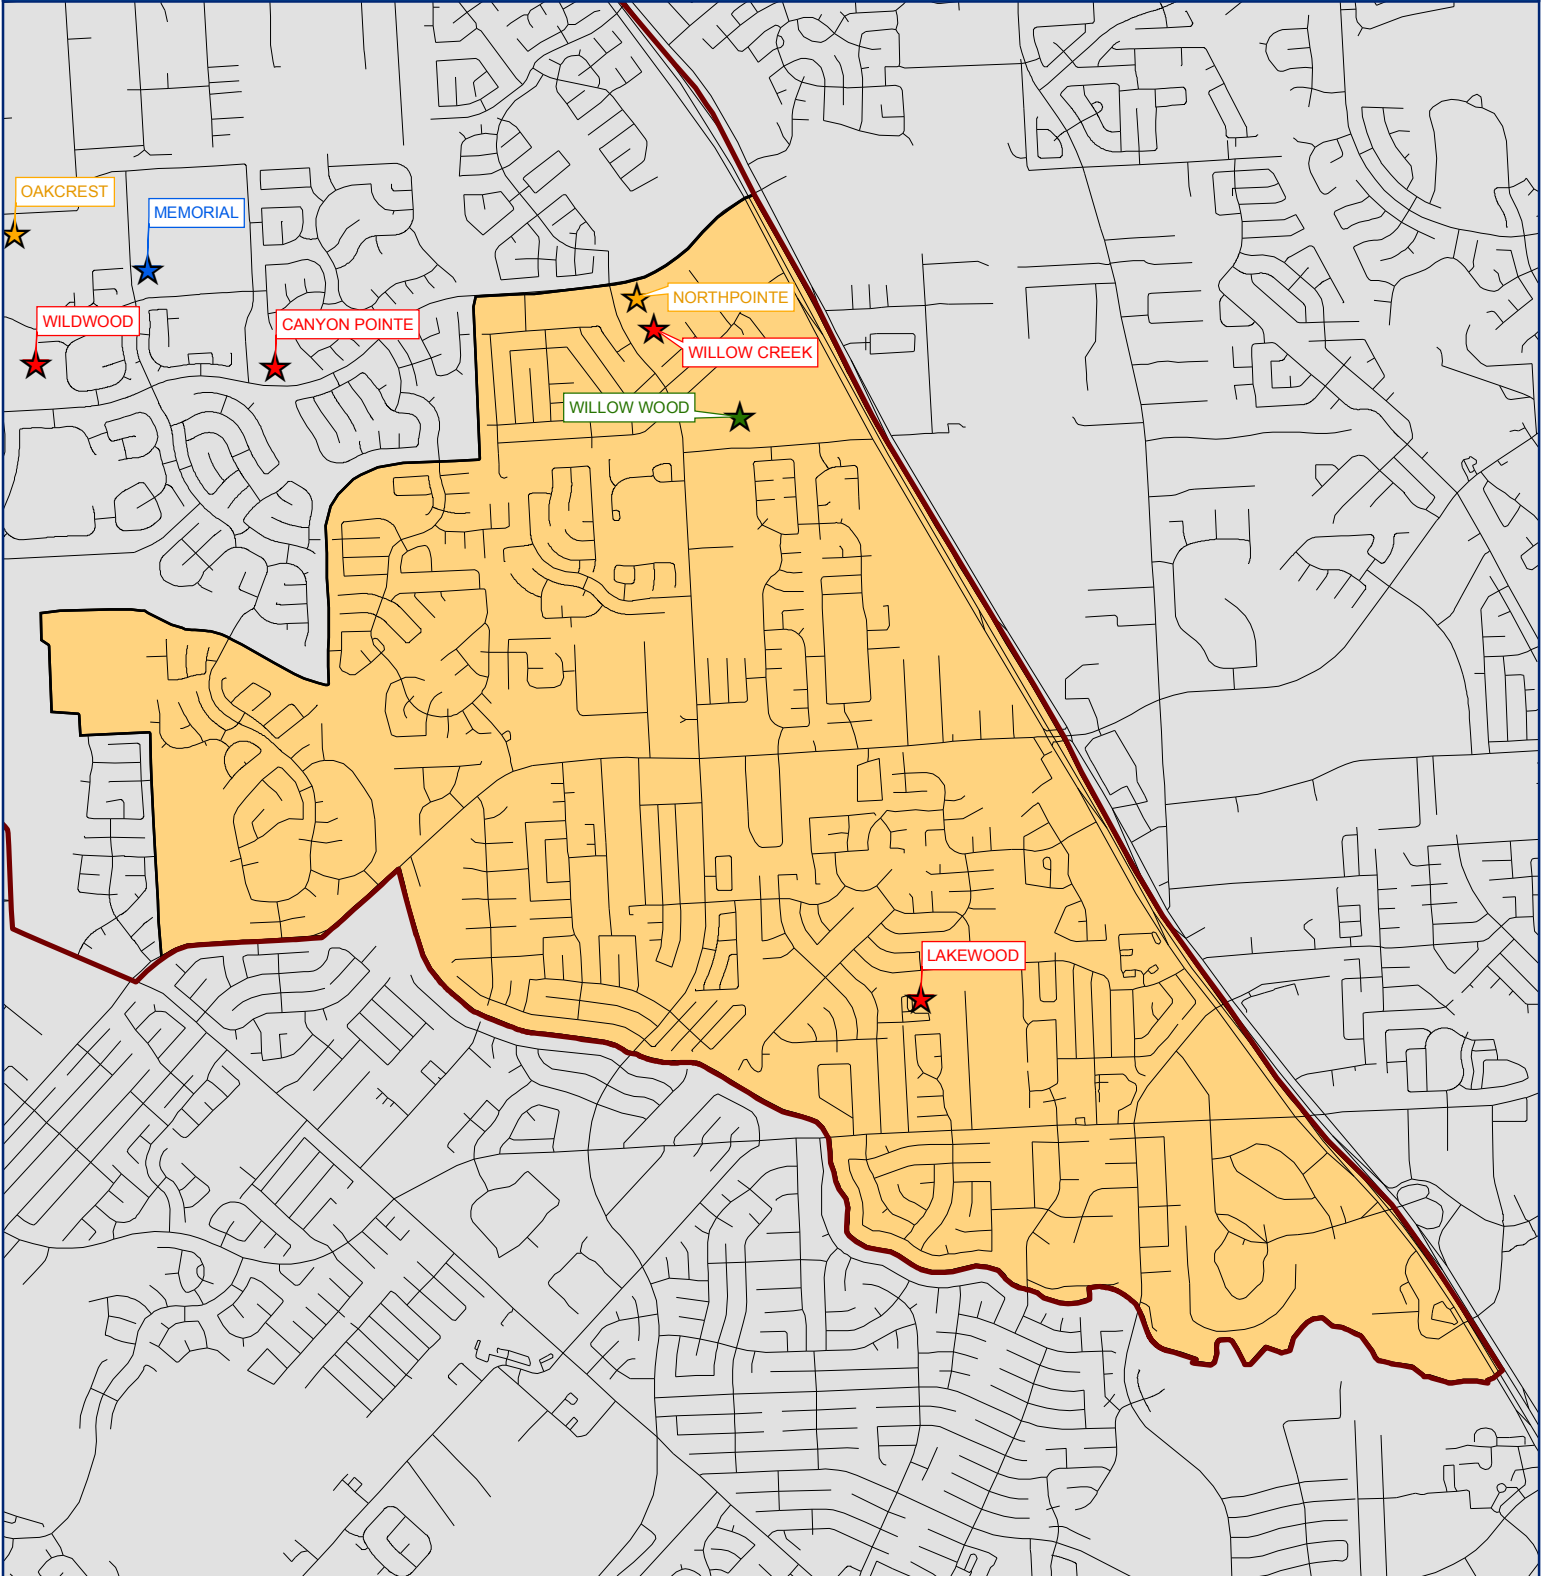 OAKCREST
MEMORIAL
NORTHPOINTE
WILDWOOD
CANYON POINTE
WILLOW CREEK
WILLOW WOOD
LAKEWOOD